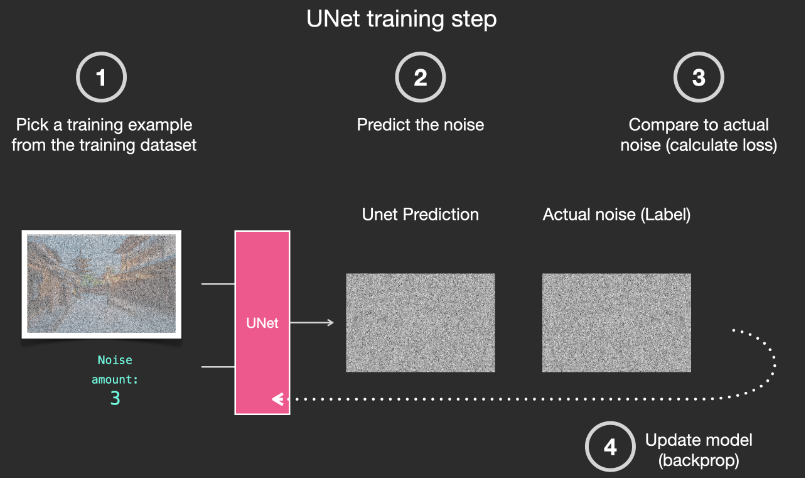 UNet training step
1
Pick a training example
from the training dataset
2
Predict the noise
3
Compare to actual
noise (calculate loss)
Unet Prediction
Actual noise (Label)
UNet
Noise
amount:
3
4
Update model
(backprop)